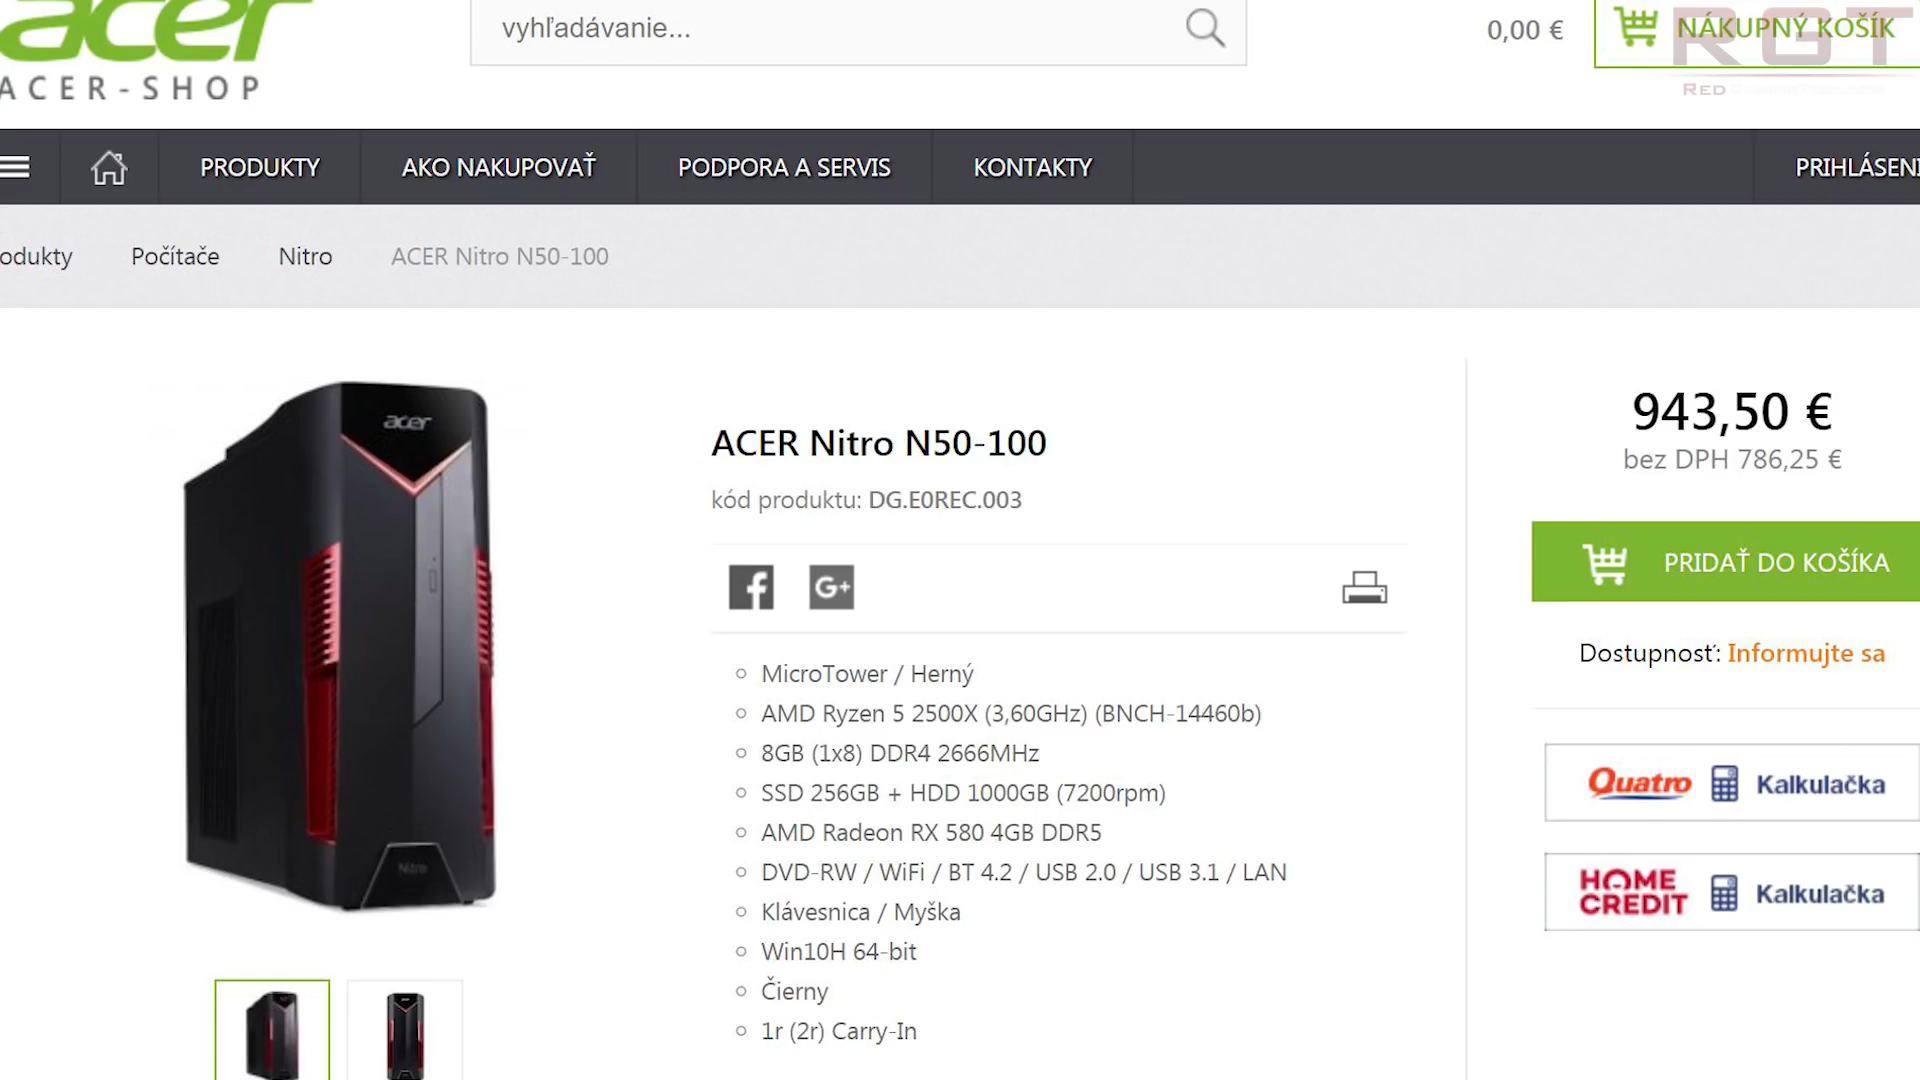 acer
ACER-SHOP
vyhľadávanie...
0,00 €
NÁKUPNÝ KOŠÍK
RGT
RED
PRODUKTY
AKO NAKUPOVAŤ
PODPORA A SERVIS
KONTAKTY
PRIHLÁSENI
odukty
Počítače
Nitro
ACER Nitro N50-100
acer
Nitro
ACER Nitro N50-100
kód produktu: DG.E0REC.003
G+
MicroTower / Herný
AMD Ryzen 5 2500X (3,60GHz) (BNCH-14460b)
8GB (1x8) DDR4 2666MHz
SSD 256GB + HDD 1000GB (7200rpm)
AMD Radeon RX 580 4GB DDR5
DVD-RW / WiFi / BT 4.2 / USB 2.0 / USB 3.1 / LAN
Klávesnica / Myška
Win10H 64-bit
Čierny
1r (2r) Carry-In
943,50 €
bez DPH 786,25 €
PRIDAŤ DO KOŠÍKA
Dostupnosť: Informujte sa
Quatro Kalkulačka
HOME CREDIT Kalkulačka